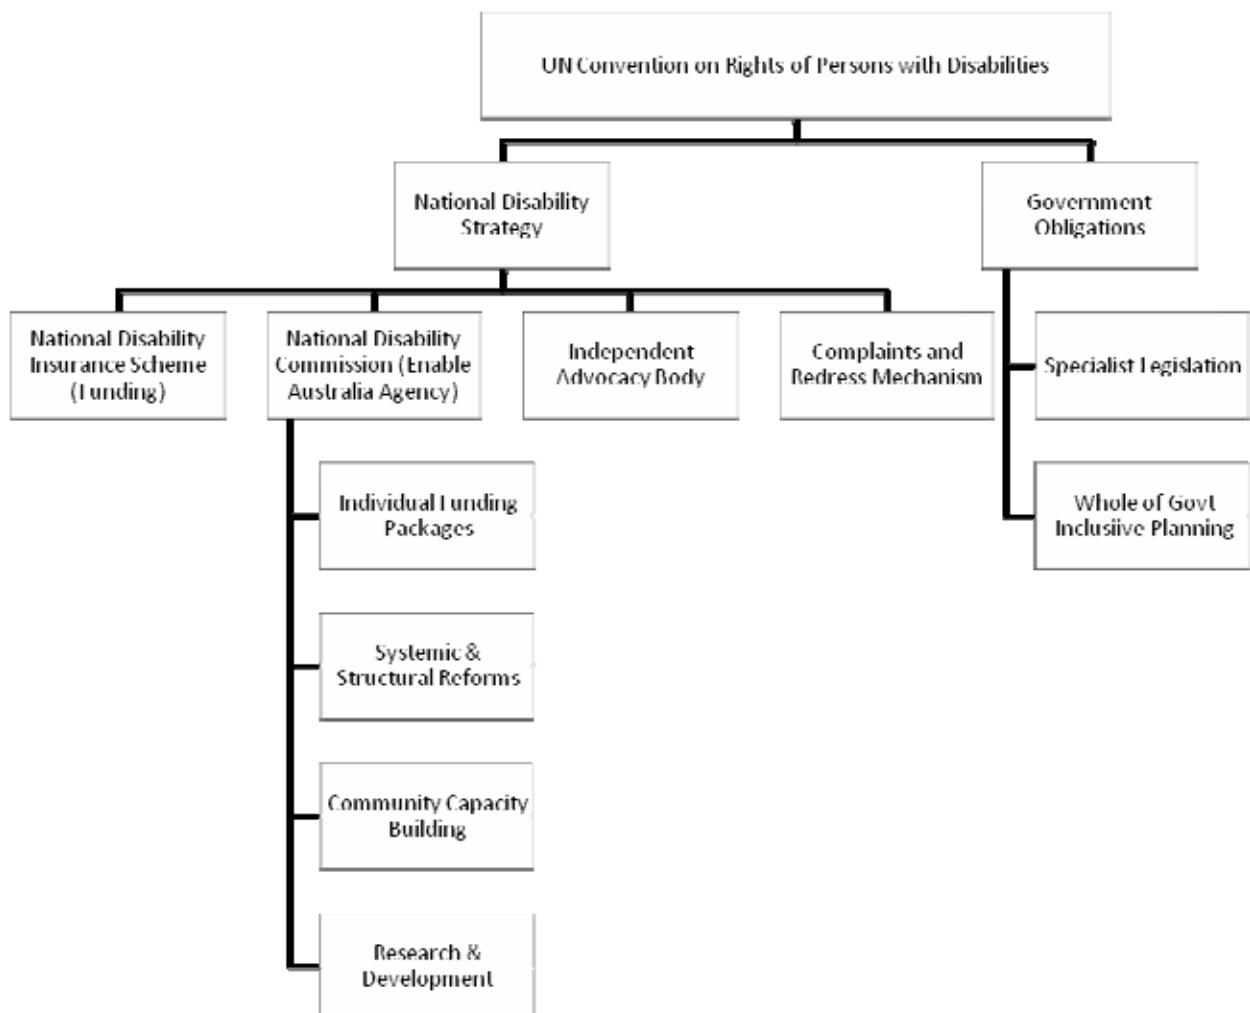 UN Convention on Rights of Persons with Disabilities
National Disability
Strategy
Government
Obligations
National Disability
Insurance Scheme
(Funding)
National Disability
Commission (Enable
Australia Agency)
Independent
Advocacy Body
Complaints and
Redress Mechanism
Specialist Legislation
Individual Funding
Packages
Whole of Govt
Inclusiive Planning
Systemic &
Structural Reforms
Community Capacity
Building
Research &
Development